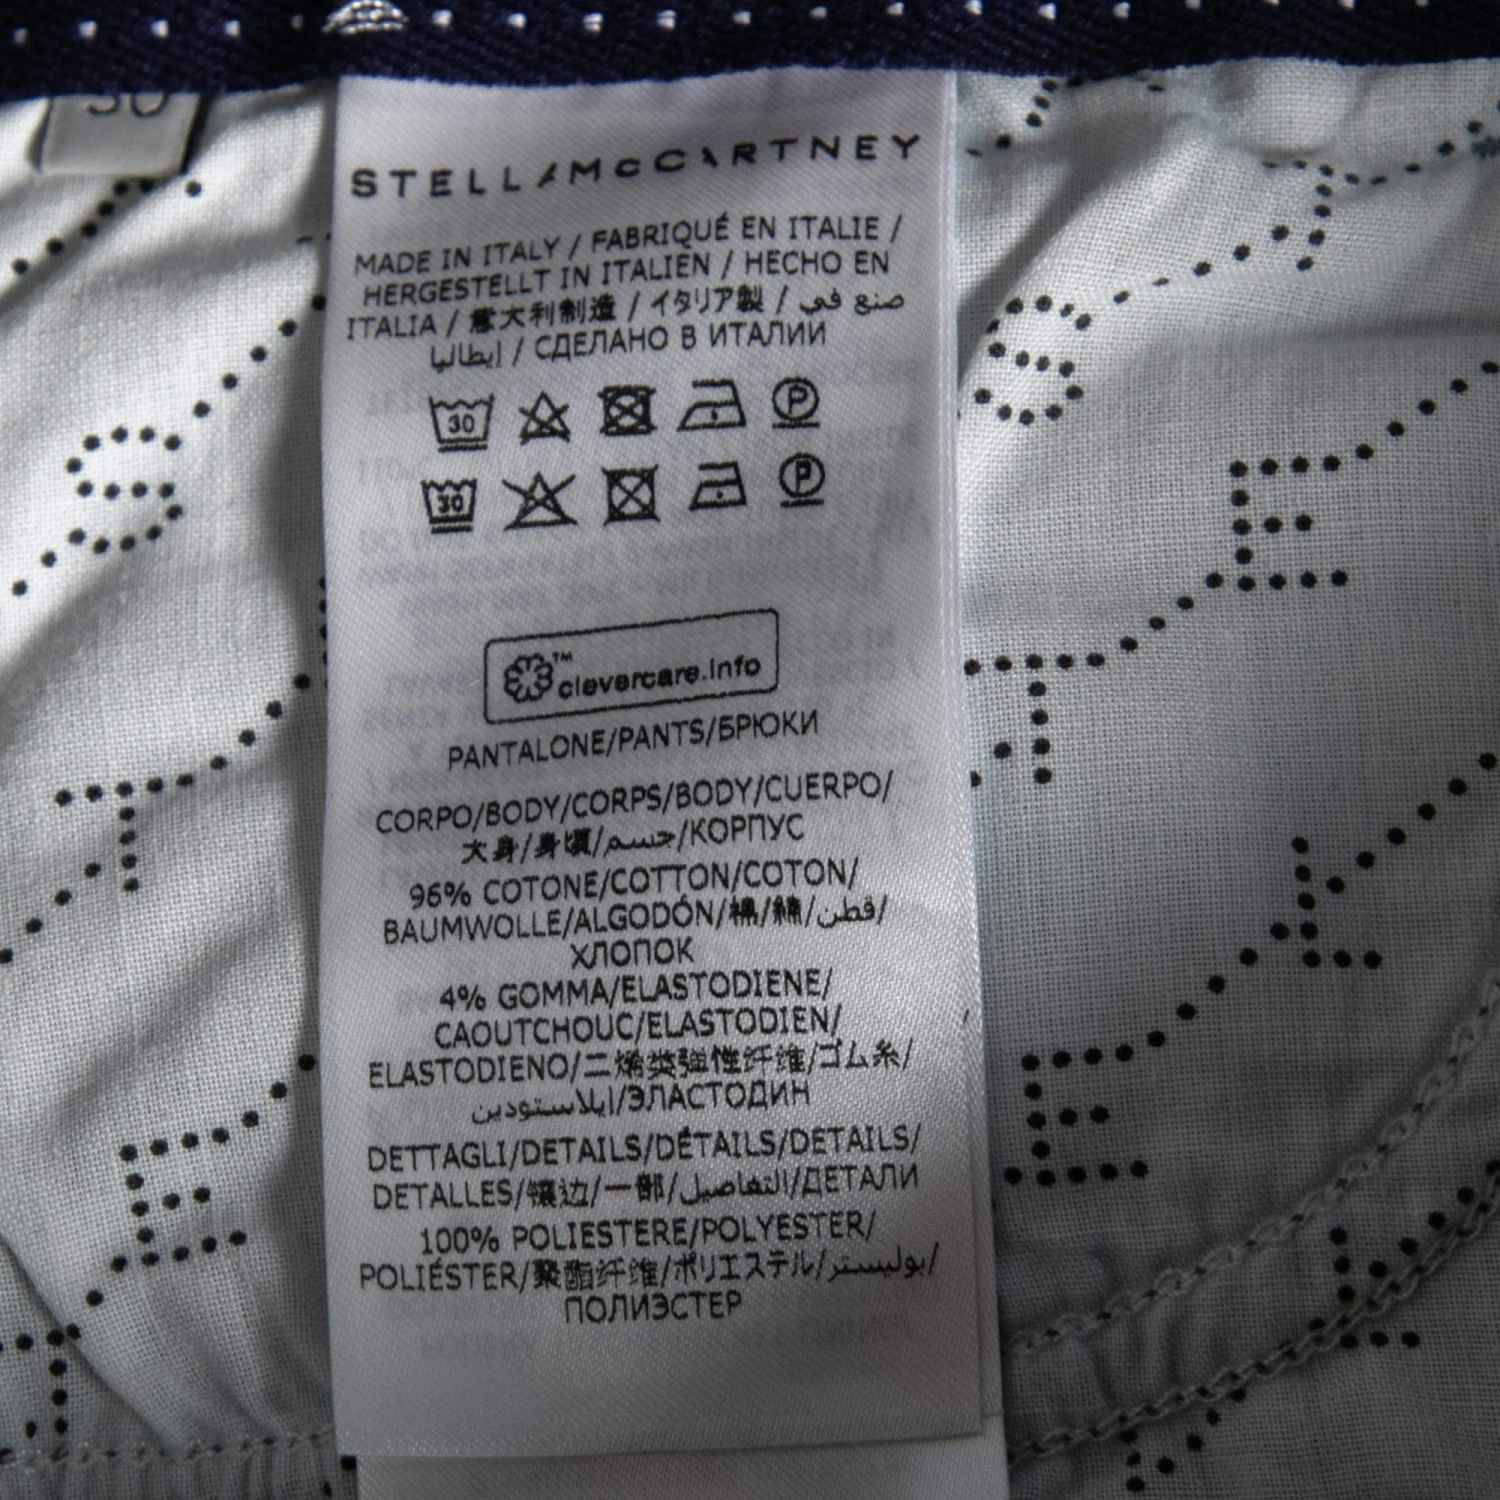 30
STELLA McCARTNEY
MADE IN ITALY / FABRIQUÉ EN ITALIE /
HERGESTELLT IN ITALIEN / HECHO EN
ITALIA / 意大利制造 / イタリア製 / صنع في
إيطاليا / СДЕЛАНО В ИТАЛИИ
30 P
30 P
™ clevercare.info
PANTALONE/PANTS/БРЮКИ
CORPO/BODY/CORPS/BODY/CUERPO/
大身/身頃/جسم/КОРПУС
96% COTONE/COTTON/COTON/
BAUMWOLLE/ALGODÓN/棉/綿/قطن/
ХЛОПОК
4% GOMMA/ELASTODIENE/
CAOUTCHOUC/ELASTODIEN/
ELASTODIENO/二烯类弹性纤维/ゴム糸/
إيلاستودين/ЭЛАСТОДИН
DETTAGLI/DETAILS/DÉTAILS/DETAILS/
DETALLES/镶边/一部/التفاصيل/ДЕТАЛИ
100% POLIESTERE/POLYESTER/
POLIÉSTER/聚酯纤维/ポリエステル/بوليستر/
ПОЛИЭСТЕР